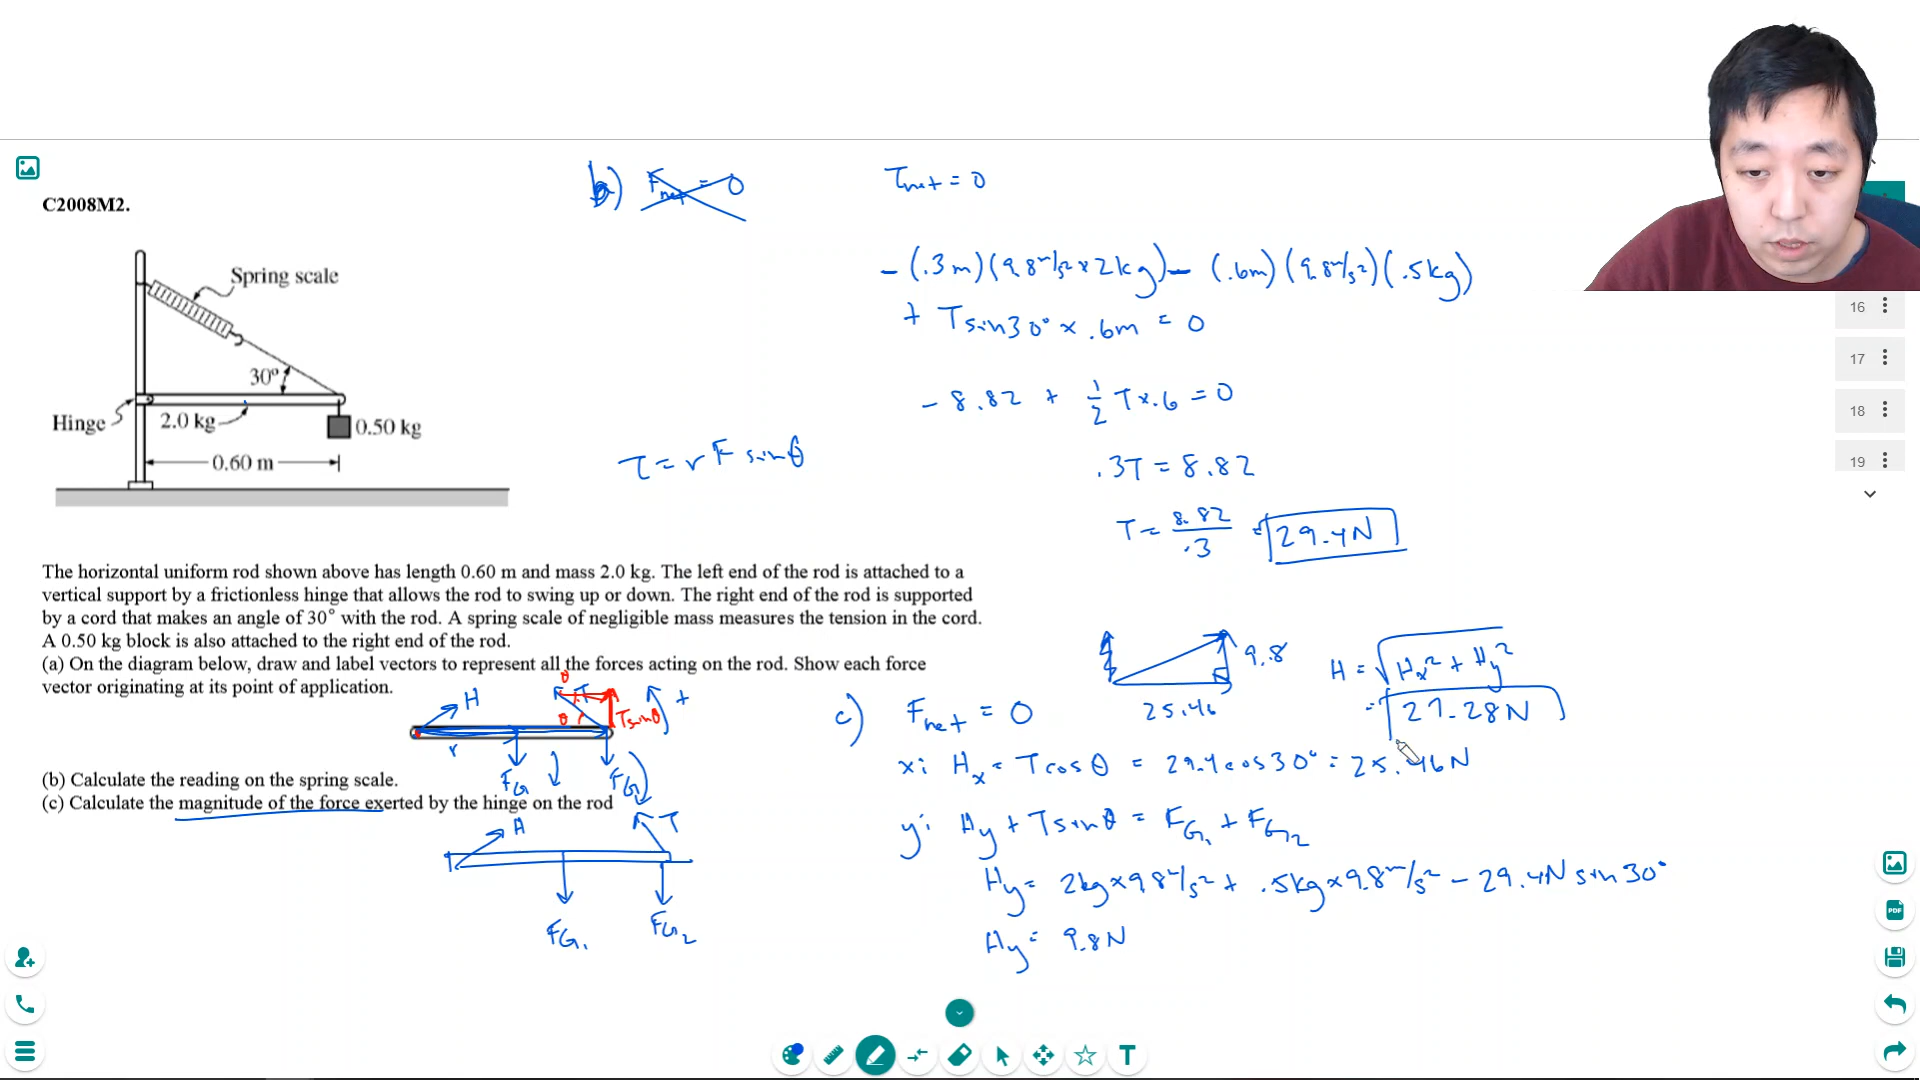 C2008M2.
Spring scale
30°
Hinge
2.0 kg
0.50 kg
0.60 m
The horizontal uniform rod shown above has length 0.60 m and mass 2.0 kg. The left end of the rod is attached to a
vertical support by a frictionless hinge that allows the rod to swing up or down. The right end of the rod is supported
by a cord that makes an angle of 30° with the rod. A spring scale of negligible mass measures the tension in the cord.
A 0.50 kg block is also attached to the right end of the rod.
(a) On the diagram below, draw and label vectors to represent all the forces acting on the rod. Show each force
vector originating at its point of application.
H
θ
T
θ
r
Tsinθ
+
r
FG
FG
(b) Calculate the reading on the spring scale.
(c) Calculate the magnitude of the force exerted by the hinge on the rod
H
T
FG1
FG2
b) Fnet = 0
τ = rF sinθ
τnet = 0
- (.3m)(9.8m/s² × 2kg) - (.6m)(9.8m/s²)(.5kg)
+ Tsin30° × .6m = 0
- 8.82 + 1/2 T × .6 = 0
.3T = 8.82
T = 8.82/.3 = 29.4N
9.8
25.46
H = √Hx² + Hy²
= 27.28N
c) Fnet = 0
x: Hx = Tcosθ = 29.4cos30° = 25.46N
y: Hy + Tsinθ = FG1 + FG2
Hy = 2kg×9.8m/s² + .5kg×9.8m/s² - 29.4N sin30°
Hy = 9.8N
16
17
18
19
PDF
T